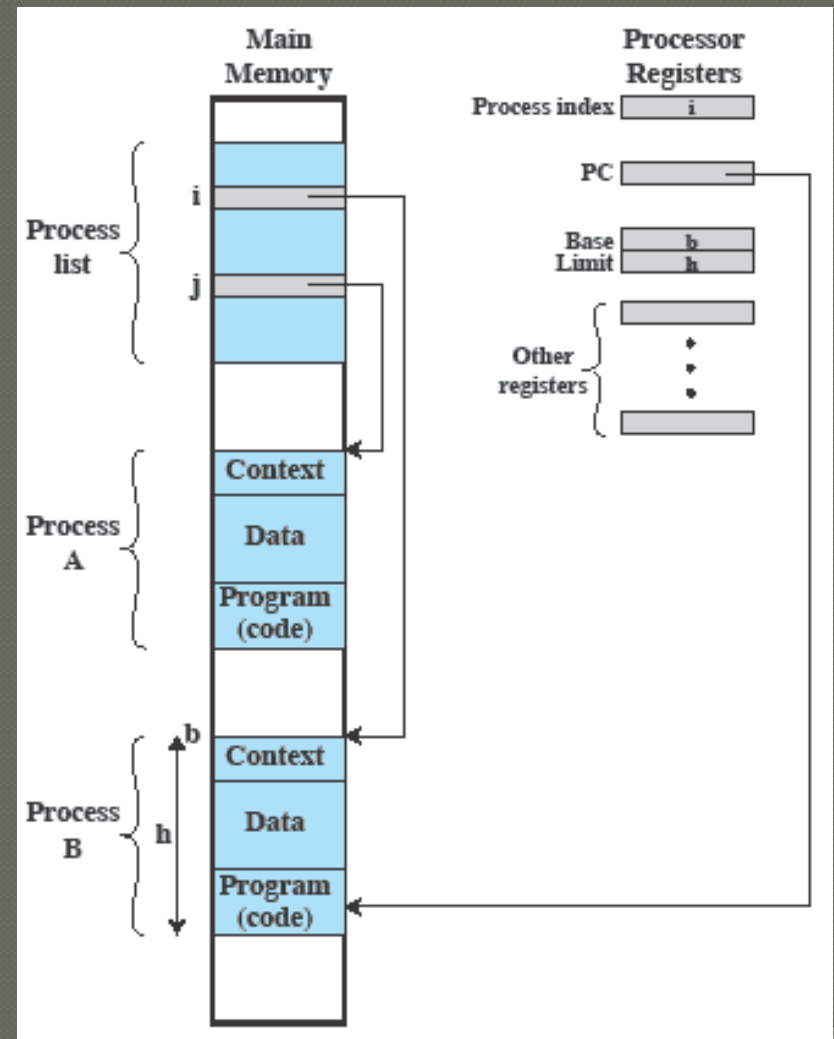 Main
Memory
Processor
Registers
Process index
i
PC
i
Process
list
Base
b
Limit
h
j
Other
registers
Context
Process
A
Data
Program
(code)
b
Context
Process
B
h
Data
Program
(code)